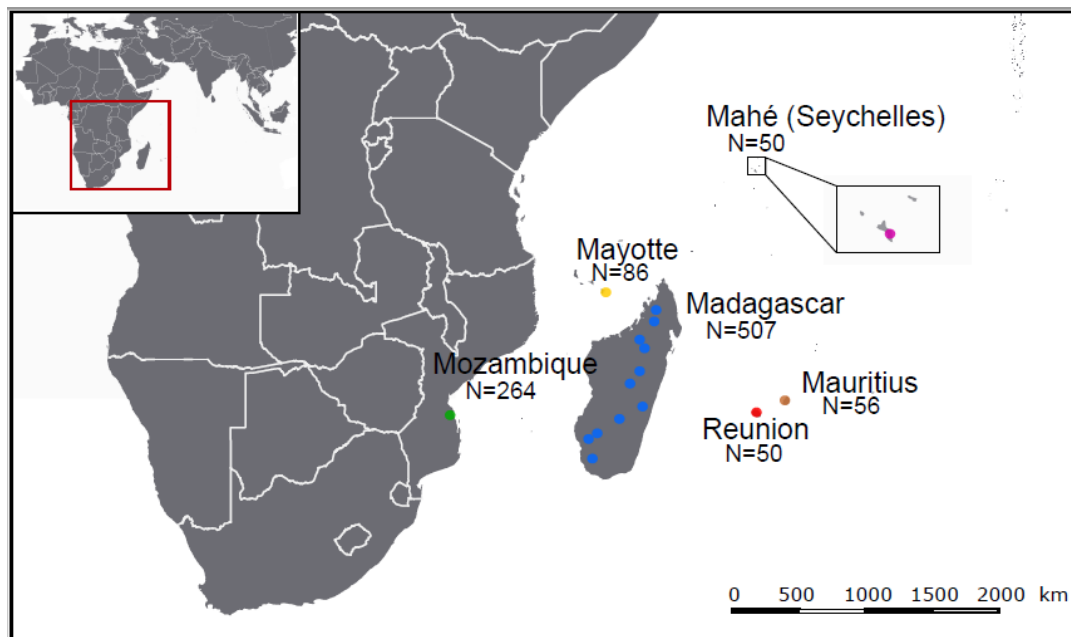 Mahé (Seychelles)
N=50
Mayotte
N=86
Madagascar
N=507
Mozambique
N=264
Mauritius
N=56
Reunion
N=50
0 500 1000 1500 2000 km